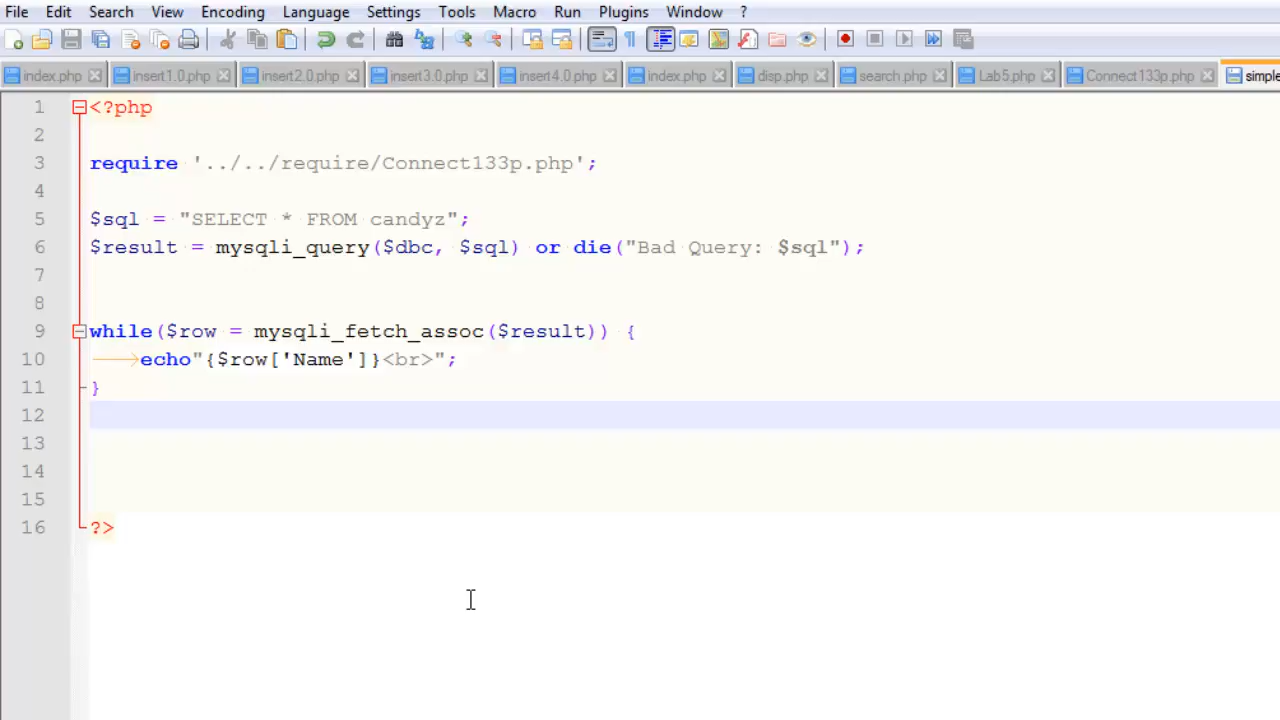 File Edit Search View Encoding Language Settings Tools Macro Run Plugins Window ?
index.php insert1.0.php insert2.0.php insert3.0.php insert4.0.php index.php disp.php search.php Lab5.php Connect133p.php simple
1 <?php
2
3 require '../../require/Connect133p.php';
4
5 $sql = "SELECT * FROM candyz";
6 $result = mysqli_query($dbc, $sql) or die("Bad Query: $sql");
7
8
9 while($row = mysqli_fetch_assoc($result)) {
10 echo"{$row['Name']}<br>";
11 }
12
13
14
15
16 ?>